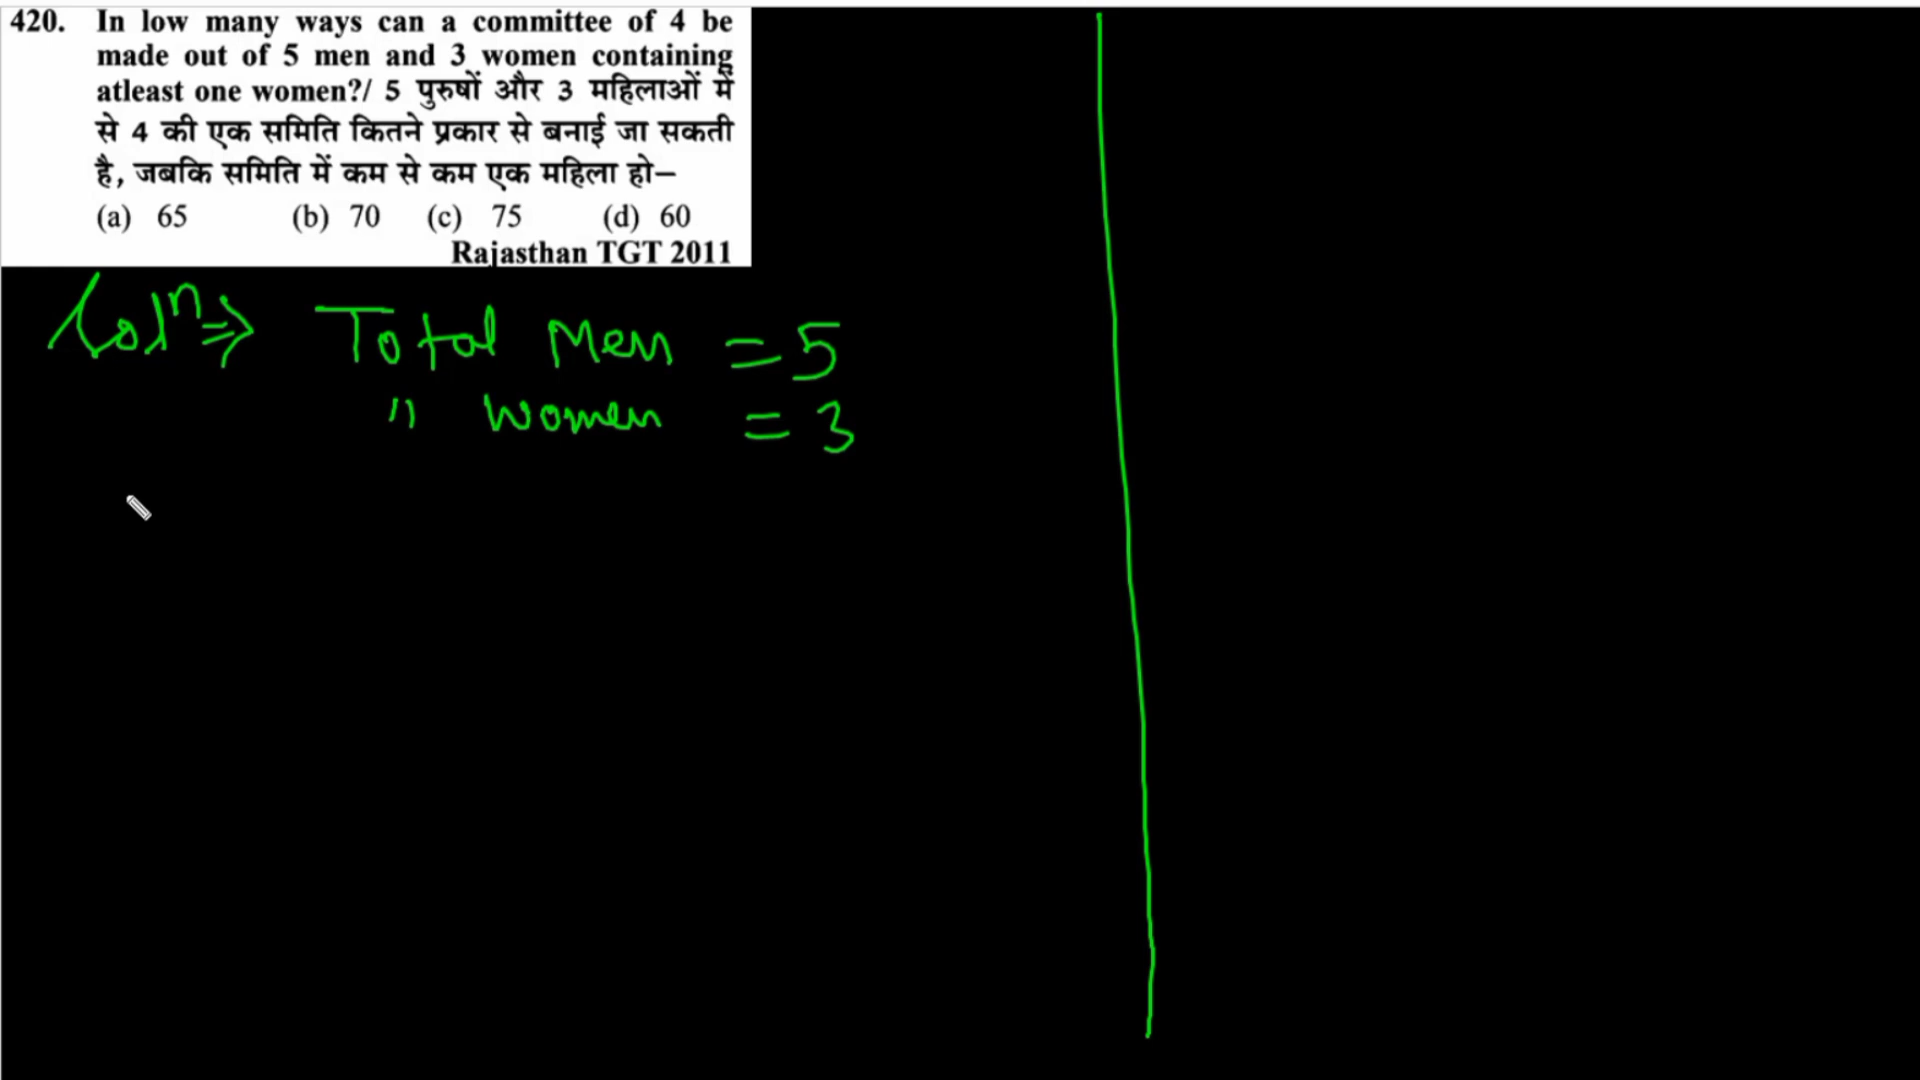 420. In low many ways can a committee of 4 be
made out of 5 men and 3 women containing
atleast one women?/ 5 पुरुषों और 3 महिलाओं में
से 4 की एक समिति कितने प्रकार से बनाई जा सकती
है, जबकि समिति में कम से कम एक महिला हो–
(a) 65 (b) 70 (c) 75 (d) 60
Rajasthan TGT 2011
Solⁿ⇒ Total Men = 5
" women = 3